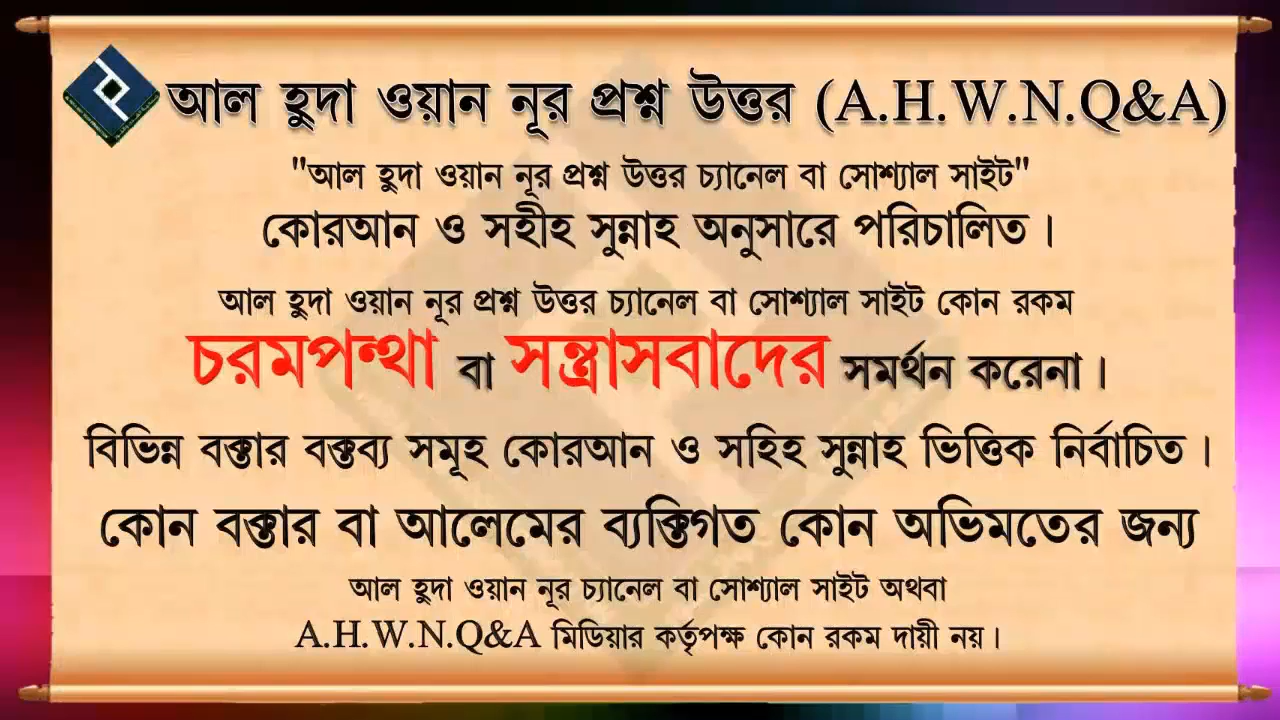 আল হুদা ওয়ান নূর প্রশ্ন উত্তর (A.H.W.N.Q&A)
"আল হুদা ওয়ান নূর প্রশ্ন উত্তর চ্যানেল বা সোশ্যাল সাইট"
কোরআন ও সহীহ সুন্নাহ অনুসারে পরিচালিত।
আল হুদা ওয়ান নূর প্রশ্ন উত্তর চ্যানেল বা সোশ্যাল সাইট কোন রকম
চরমপন্থা বা সন্ত্রাসবাদের সমর্থন করেনা।
বিভিন্ন বক্তার বক্তব্য সমূহ কোরআন ও সহিহ সুন্নাহ ভিত্তিক নির্বাচিত।
কোন বক্তার বা আলেমের ব্যক্তিগত কোন অভিমতের জন্য
আল হুদা ওয়ান নূর চ্যানেল বা সোশ্যাল সাইট অথবা
A.H.W.N.Q&A মিডিয়ার কর্তৃপক্ষ কোন রকম দায়ী নয়।